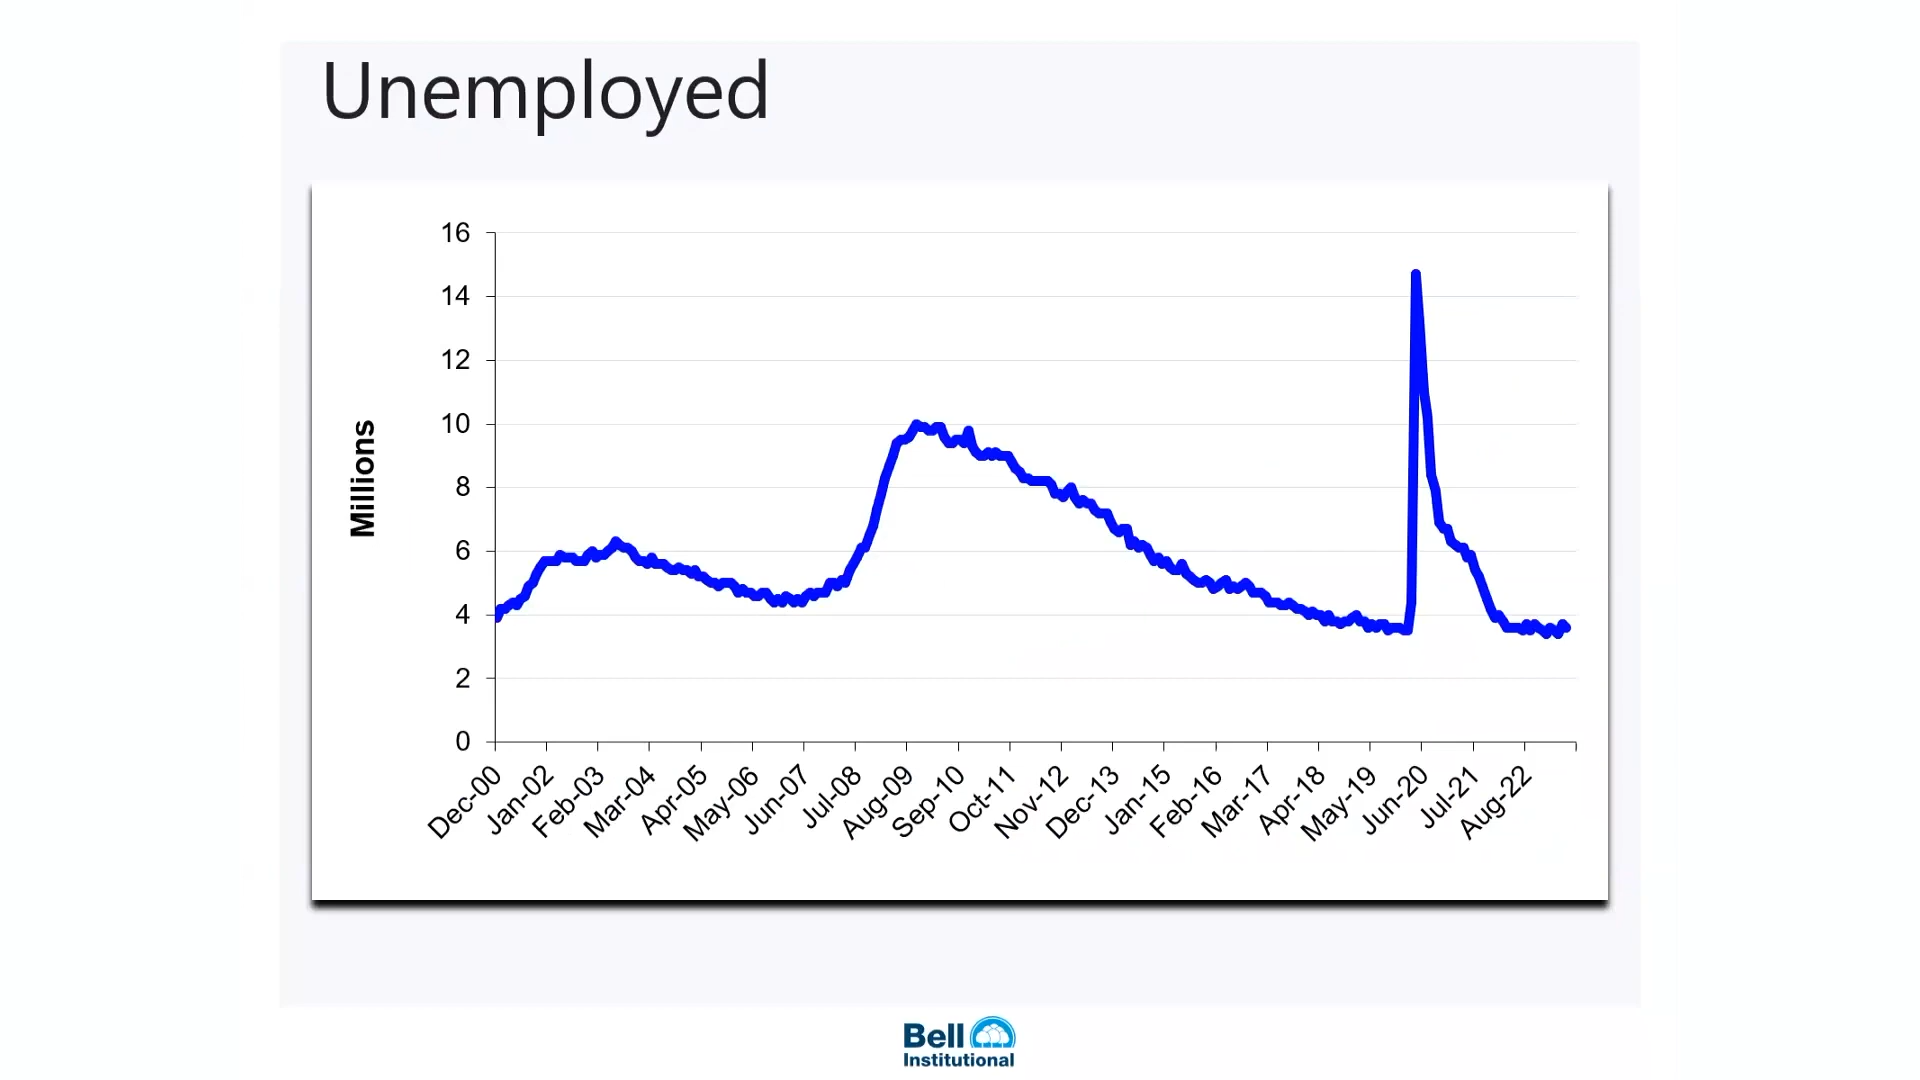 Unemployed
Millions
16
14
12
10
8
6
4
2
0
Dec-00
Jan-02
Feb-03
Mar-04
Apr-05
May-06
Jun-07
Jul-08
Aug-09
Sep-10
Oct-11
Nov-12
Dec-13
Jan-15
Feb-16
Mar-17
Apr-18
May-19
Jun-20
Jul-21
Aug-22
Bell
Institutional